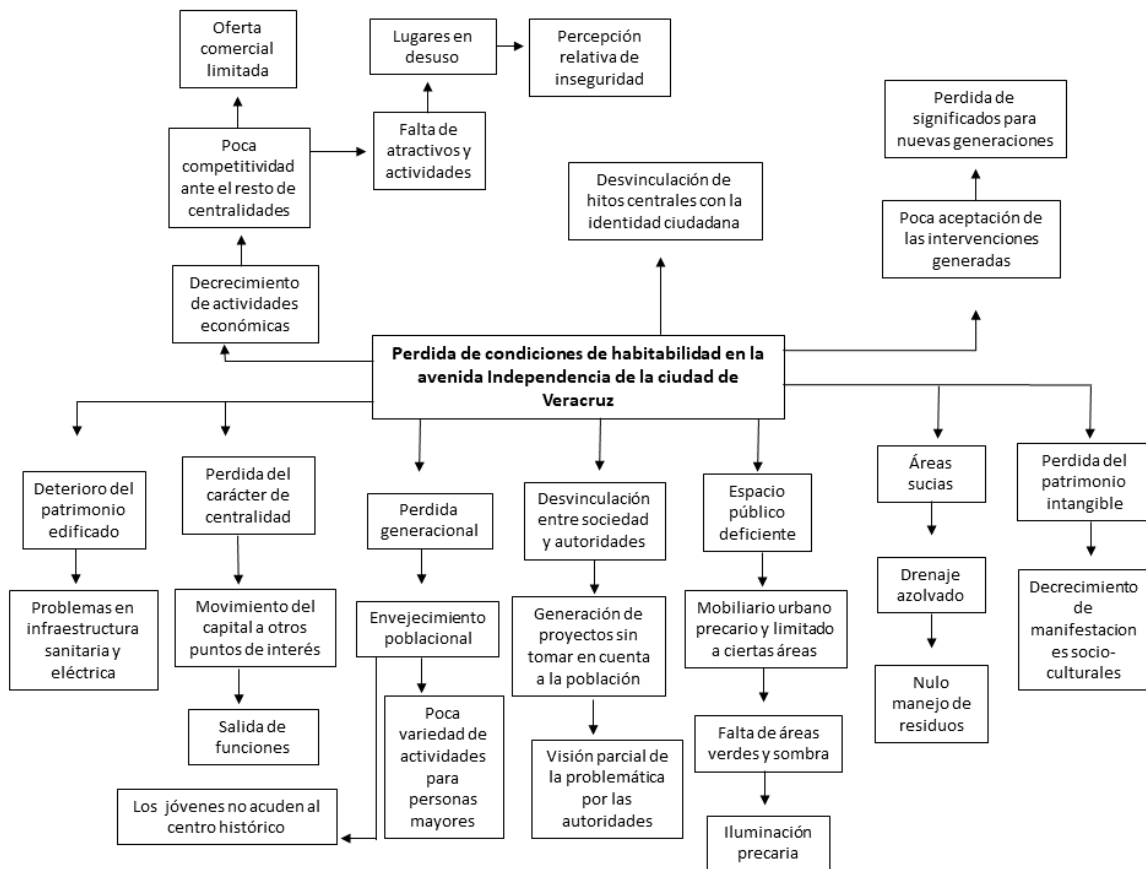 Oferta
comercial
limitada
Lugares en
desuso
Percepción
relativa de
inseguridad
Poca
competitividad
ante el resto de
centralidades
Falta de
atractivos y
actividades
Perdida de
significados para
nuevas generaciones
Desvinculación de
hitos centrales con la
identidad ciudadana
Poca aceptación de
las intervenciones
generadas
Decrecimiento
de actividades
económicas
Perdida de condiciones de habitabilidad en la
avenida Independencia de la ciudad de
Veracruz
Deterioro del
patrimonio
edificado
Perdida del
carácter de
centralidad
Perdida
generacional
Desvinculación
entre sociedad
y autoridades
Espacio
público
deficiente
Áreas
sucias
Perdida del
patrimonio
intangible
Problemas en
infraestructura
sanitaria y
eléctrica
Movimiento del
capital a otros
puntos de interés
Envejecimiento
poblacional
Generación de
proyectos sin
tomar en cuenta
a la población
Mobiliario urbano
precario y limitado
a ciertas áreas
Drenaje
azolvado
Decrecimiento
de
manifestacion
es socio-
culturales
Salida de
funciones
Poca
variedad de
actividades
para
personas
mayores
Visión parcial de
la problemática
por las
autoridades
Falta de áreas
verdes y sombra
Nulo
manejo de
residuos
Los jóvenes no acuden al
centro histórico
Iluminación
precaria